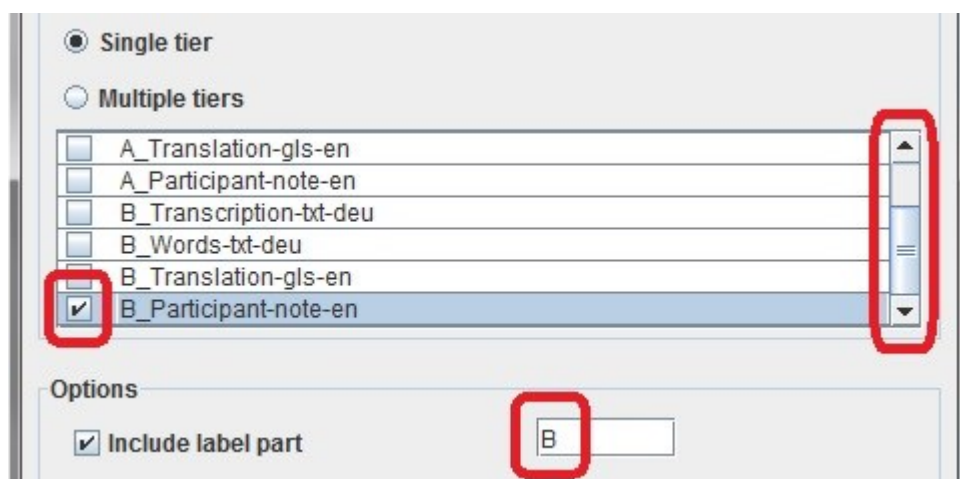 Single tier
Multiple tiers
A_Translation-gls-en
A_Participant-note-en
B_Transcription-txt-deu
B_Words-txt-deu
B_Translation-gls-en
B_Participant-note-en
Options
Include label part B